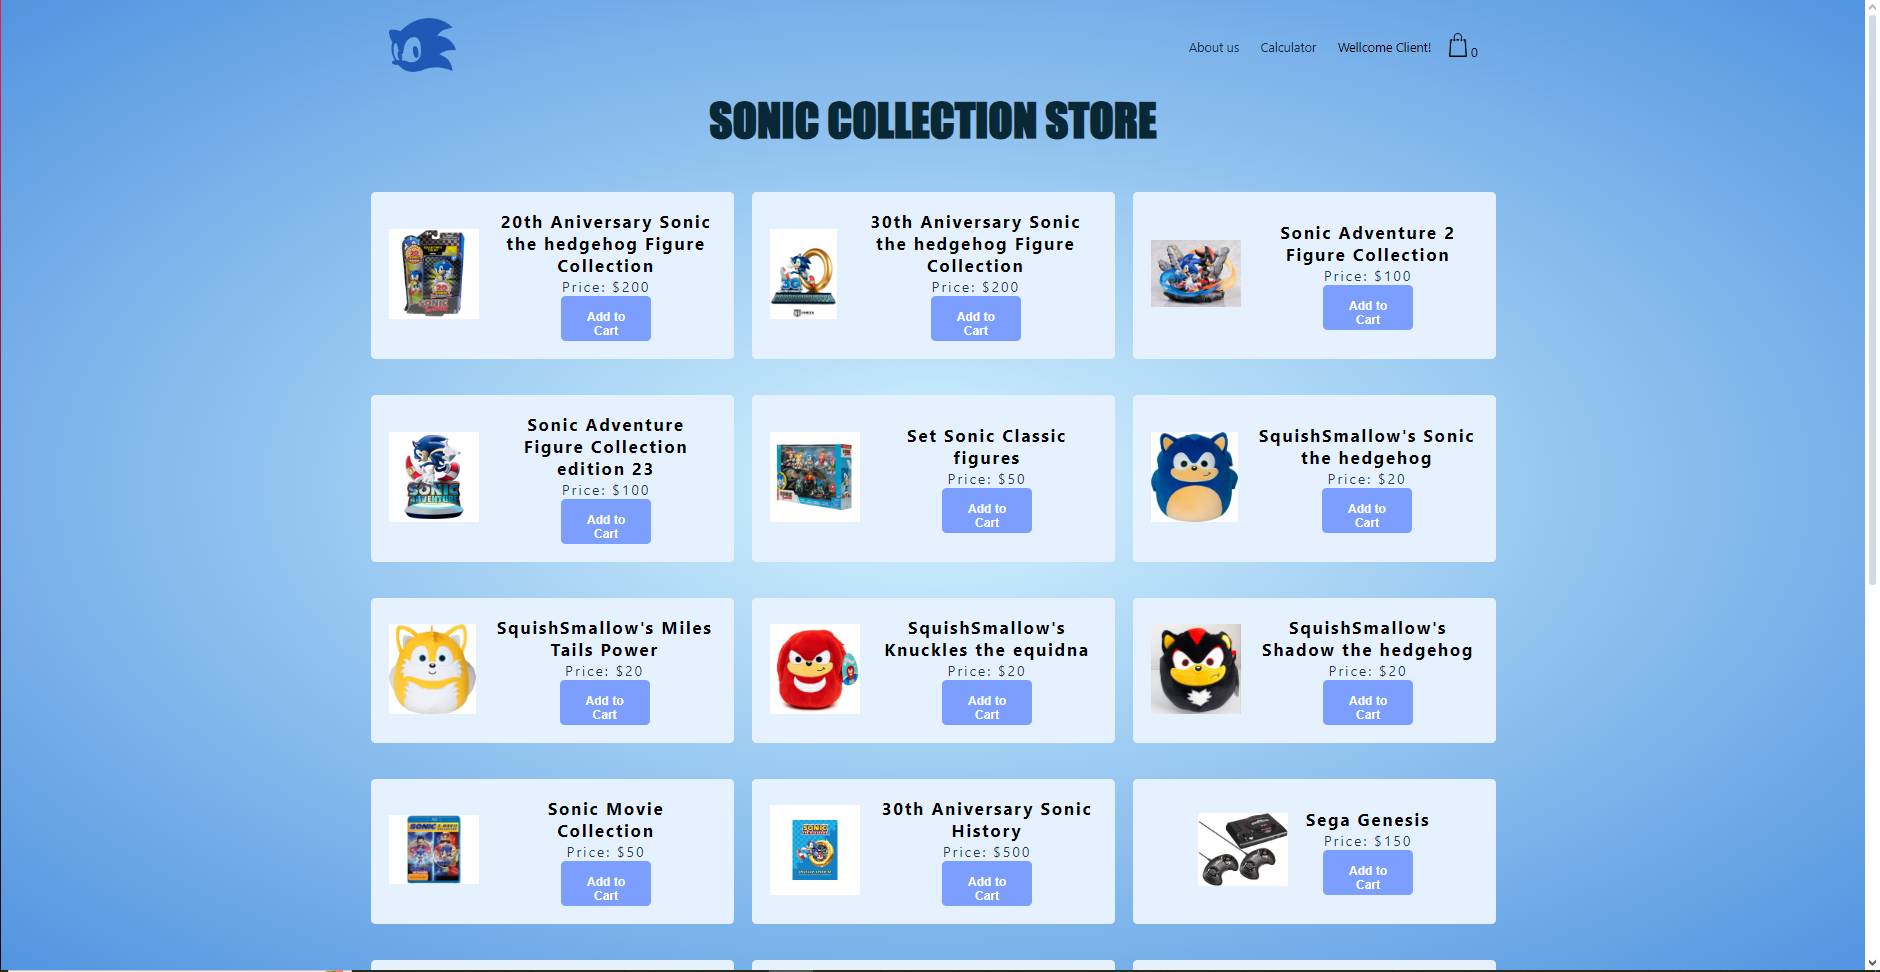 About us
Calculator
Wellcome Client!
0
SONIC COLLECTION STORE
20th Aniversary Sonic
the hedgehog Figure
Collection
Price: $200
Add to
Cart
30th Aniversary Sonic
the hedgehog Figure
Collection
Price: $200
Add to
Cart
Sonic Adventure 2
Figure Collection
Price: $100
Add to
Cart
Sonic Adventure
Figure Collection
edition 23
Price: $100
Add to
Cart
SONIC
ADVENTURE
Set Sonic Classic
figures
Price: $50
Add to
Cart
SquishSmallow's Sonic
the hedgehog
Price: $20
Add to
Cart
SquishSmallow's Miles
Tails Power
Price: $20
Add to
Cart
SquishSmallow's
Knuckles the equidna
Price: $20
Add to
Cart
SquishSmallow's
Shadow the hedgehog
Price: $20
Add to
Cart
SONIC
Sonic Movie
Collection
Price: $50
Add to
Cart
SONIC
30th Aniversary Sonic
History
Price: $500
Add to
Cart
Sega Genesis
Price: $150
Add to
Cart